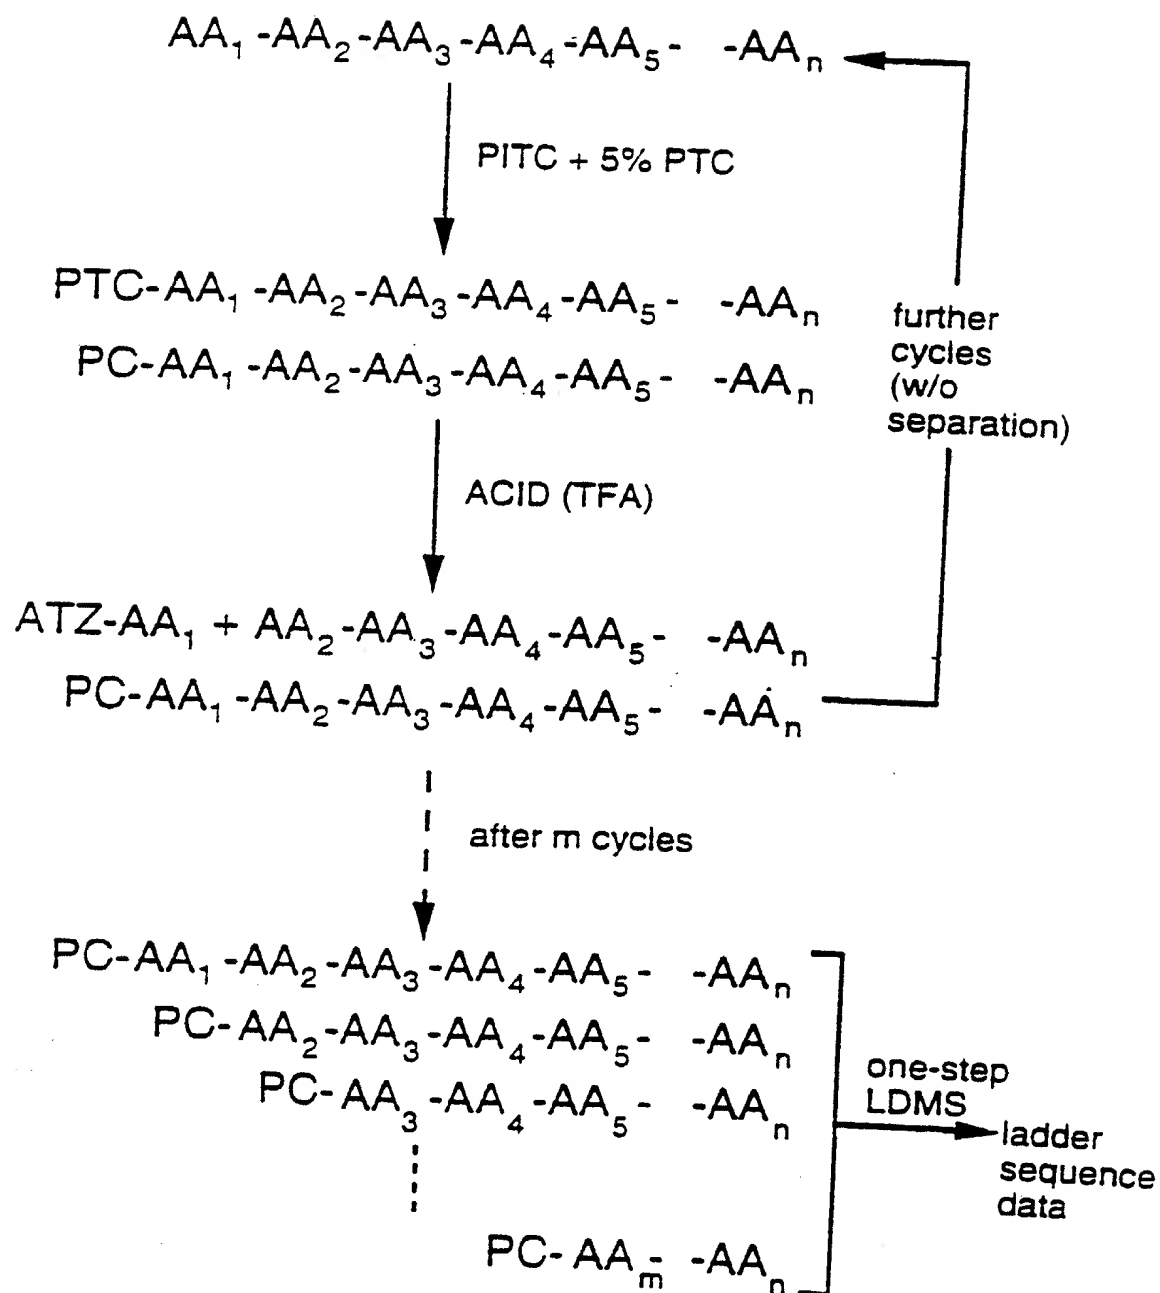 AA₁ -AA₂-AA₃-AA₄-AA₅- -AAₙ
PITC + 5% PTC
PTC-AA₁ -AA₂-AA₃-AA₄-AA₅- -AAₙ
PC-AA₁ -AA₂-AA₃-AA₄-AA₅- -AAₙ
further
cycles
(w/o
separation)
ACID (TFA)
ATZ-AA₁ + AA₂-AA₃-AA₄-AA₅- -AAₙ
PC-AA₁ -AA₂-AA₃-AA₄-AA₅- -AAₙ
after m cycles
PC-AA₁ -AA₂-AA₃-AA₄-AA₅- -AAₙ
PC-AA₂-AA₃-AA₄-AA₅- -AAₙ
PC-AA₃-AA₄-AA₅- -AAₙ
PC- AAₘ- -AAₙ
one-step
LDMS
ladder
sequence
data